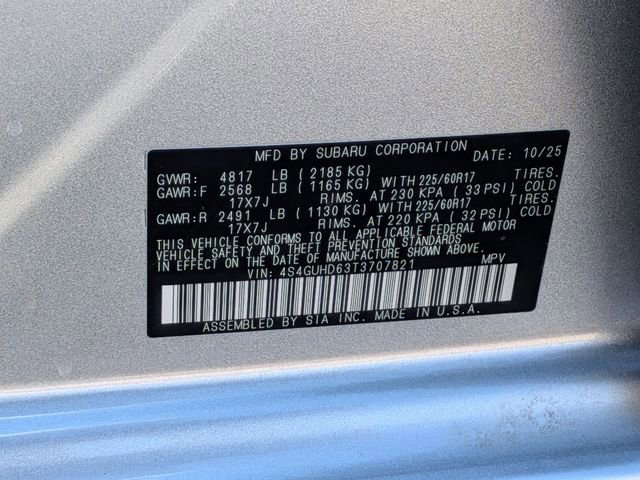 MFD BY SUBARU CORPORATION DATE: 10/25
GVWR: 4817 LB (2185 KG)
GAWR:F 2568 LB (1165 KG) WITH 225/60R17 TIRES.
17X7J RIMS. AT 230 KPA (33 PSI) COLD
GAWR:R 2491 LB (1130 KG) WITH 225/60R17 TIRES.
17X7J RIMS. AT 220 KPA (32 PSI) COLD
THIS VEHICLE CONFORMS TO ALL APPLICABLE FEDERAL MOTOR
VEHICLE SAFETY AND THEFT PREVENTION STANDARDS
IN EFFECT ON THE DATE OF MANUFACTURE SHOWN ABOVE.
VIN: 4S4GUHD63T3707821 MPV
ASSEMBLED BY SIA INC. MADE IN U.S.A.